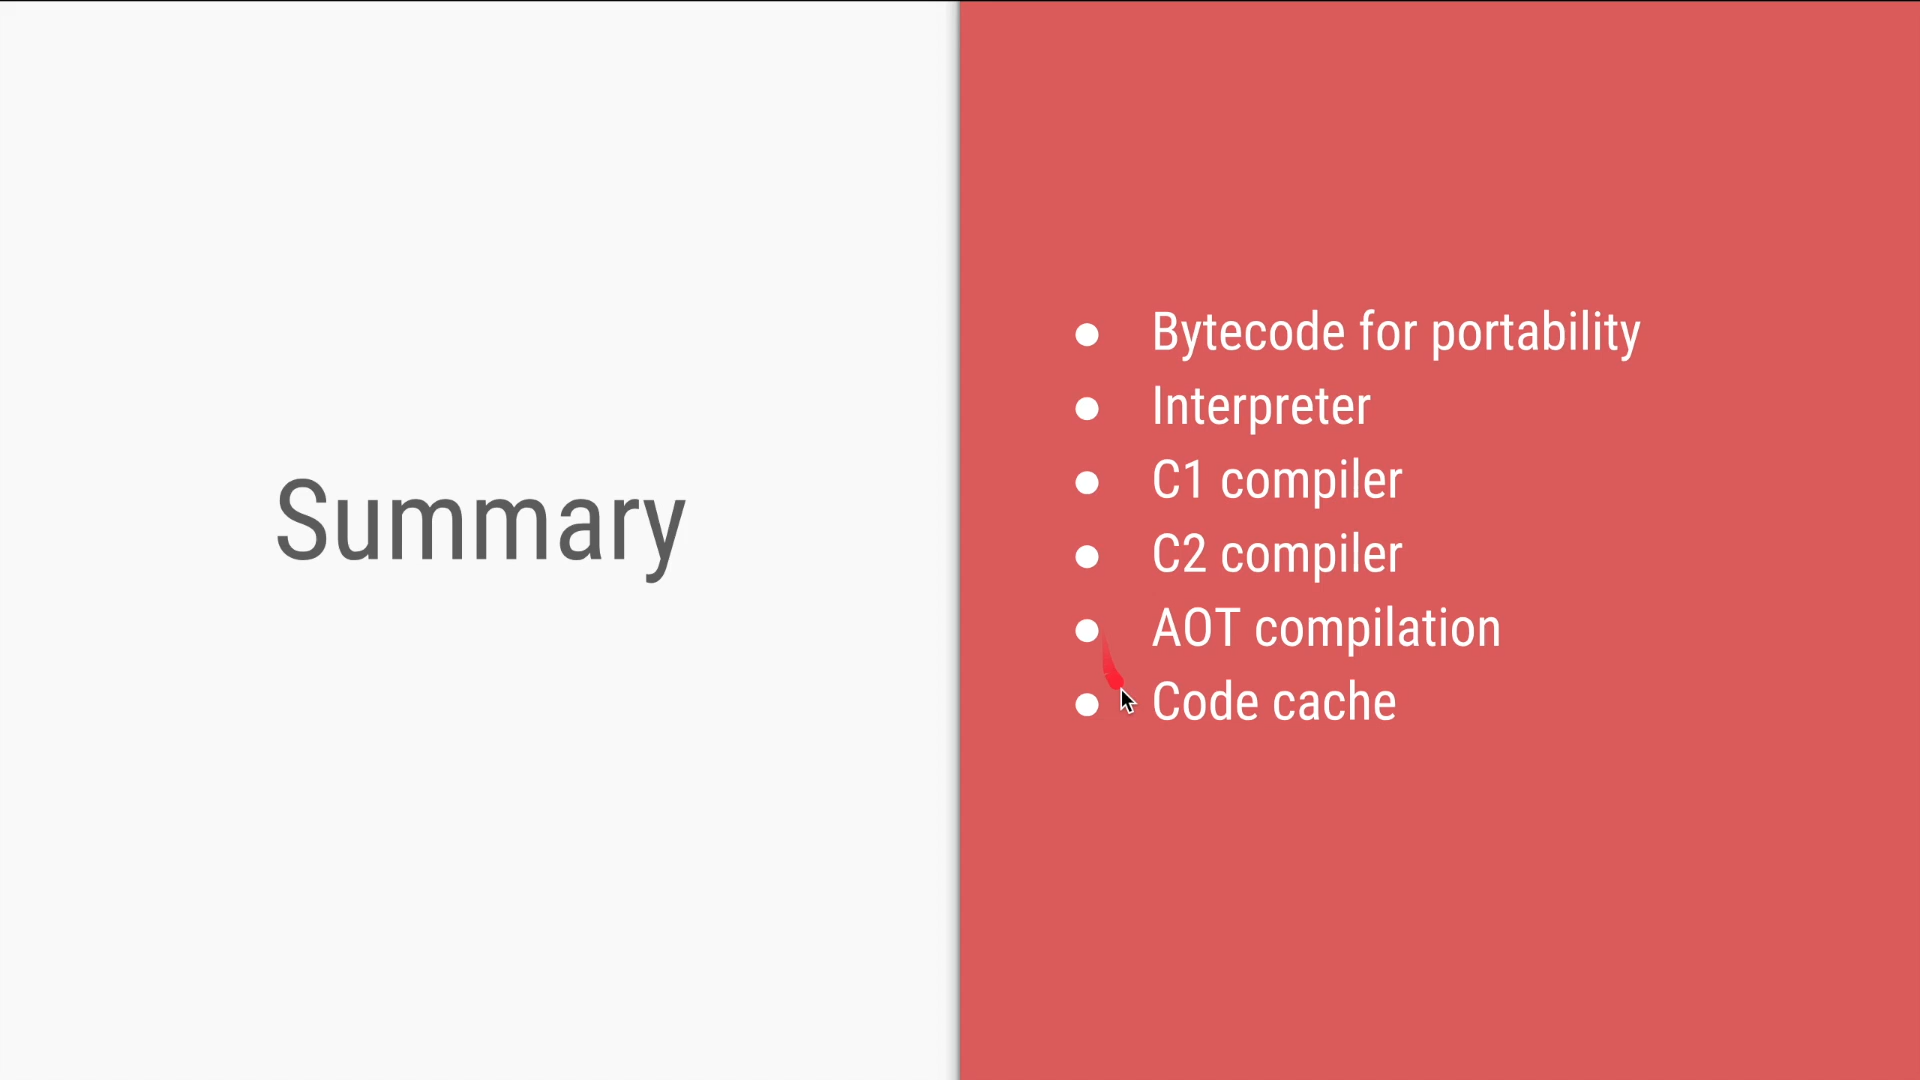 Summary
● Bytecode for portability
● Interpreter
● C1 compiler
● C2 compiler
● AOT compilation
● Code cache